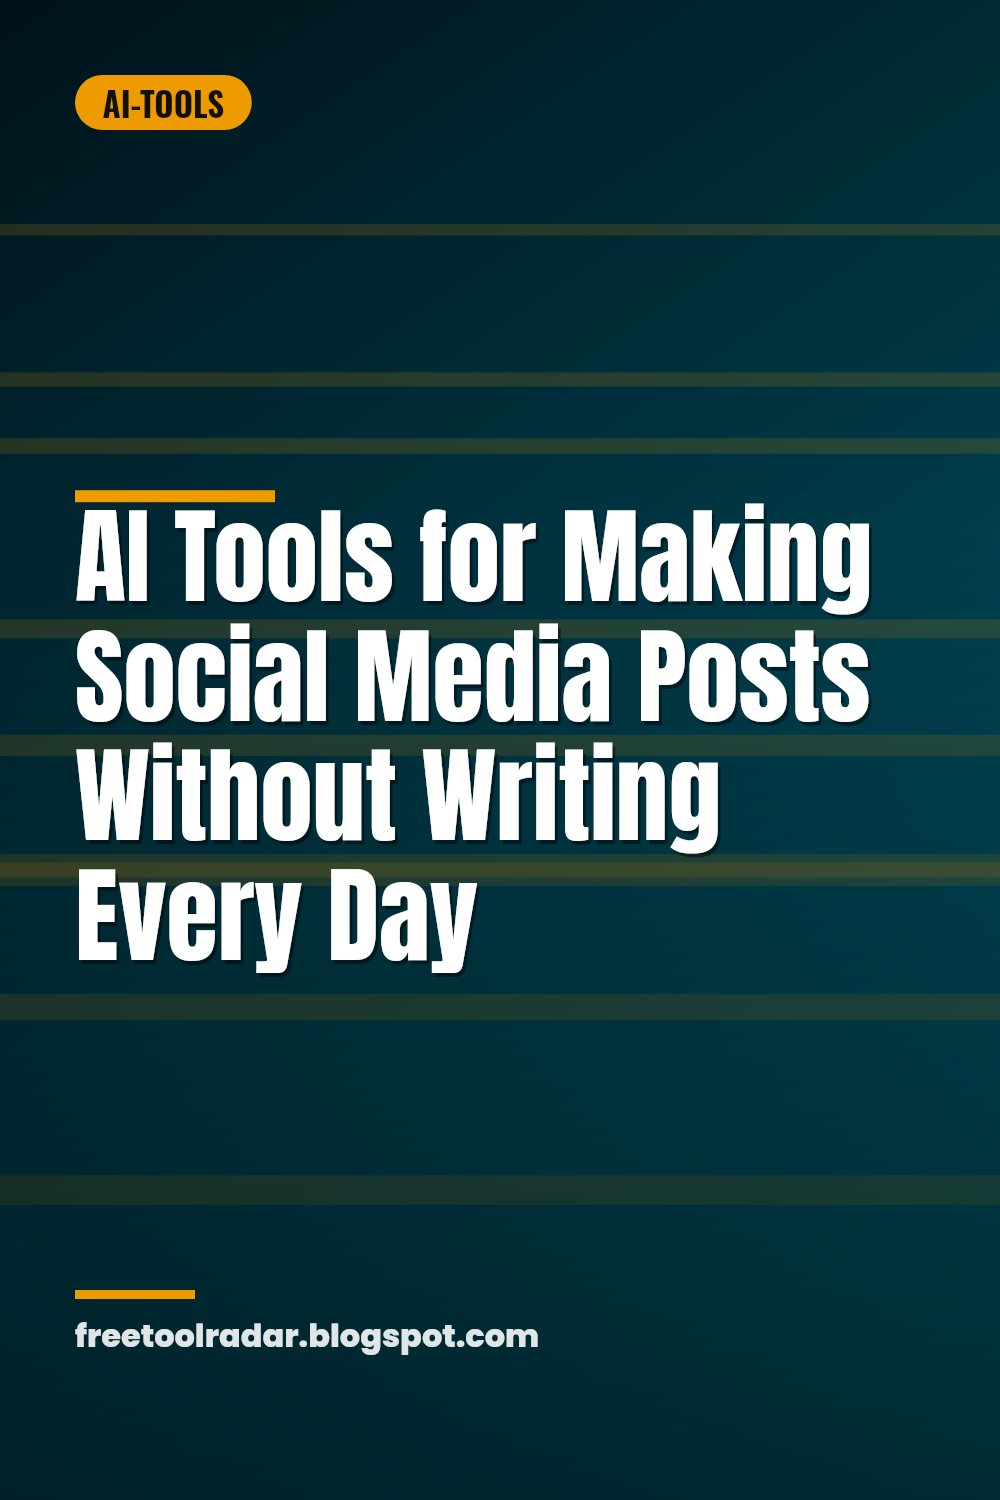 AI-TOOLS
AI Tools for Making
Social Media Posts
Without Writing
Every Day
freetoolradar.blogspot.com